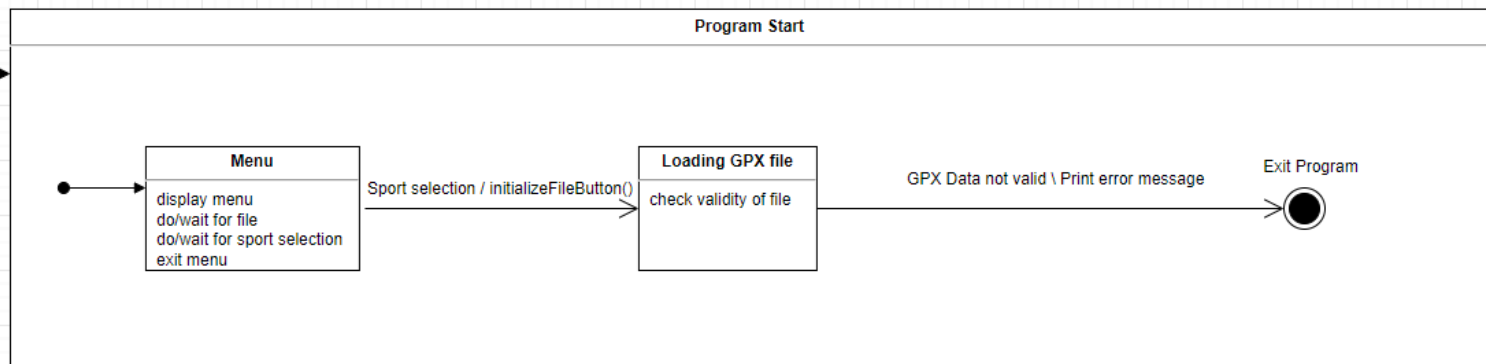 Program Start
Menu
display menu
do/wait for file
do/wait for sport selection
exit menu
Sport selection / initializeFileButton()
Loading GPX file
check validity of file
GPX Data not valid \ Print error message
Exit Program